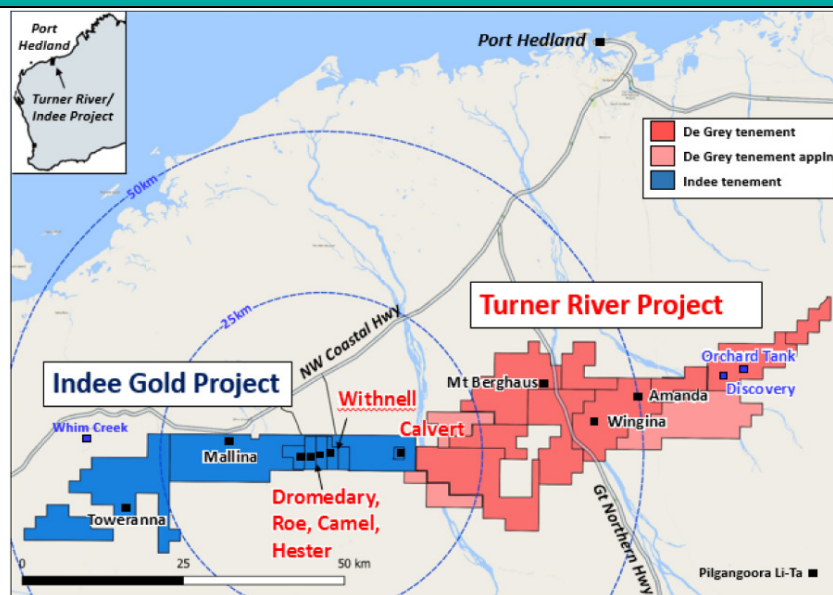 Port
Hedland
Turner River/
Indee Project
Port Hedland
De Grey tenement
De Grey tenement appln
Indee tenement
50km
25km
NW Coastal Hwy
Turner River Project
Indee Gold Project
Orchard Tank
Discovery
Mt Berghaus
Amanda
Withnell
Wingina
Calvert
Whim Creek
Mallina
Dromedary,
Roe, Camel,
Hester
Toweranna
Gt Northern Hwy
0
25
50 km
Pilgangoora Li-Ta